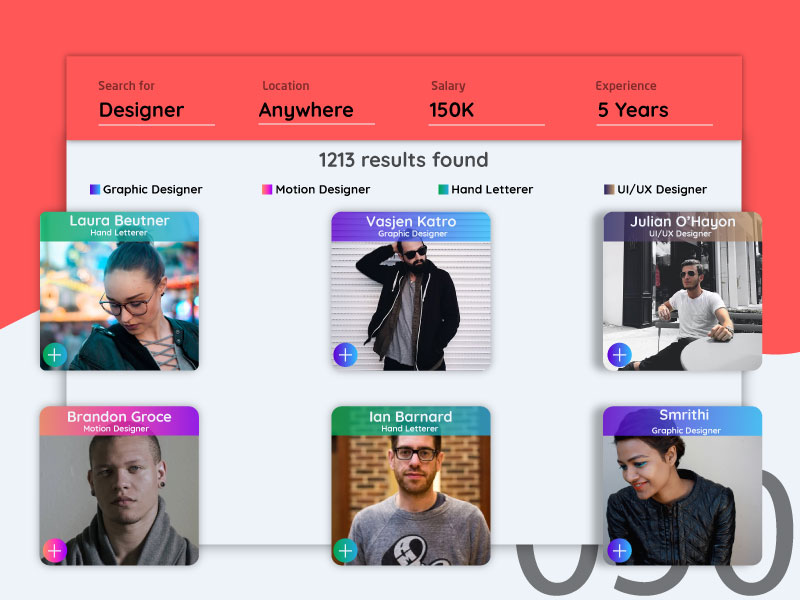 Search for Location Salary Experience
Designer Anywhere 150K 5 Years
1213 results found
Graphic Designer Motion Designer Hand Letterer UI/UX Designer
Laura Beutner
Hand Letterer
Vasjen Katro
Graphic Designer
Julian O'Hayon
UI/UX Designer
Brandon Groce
Motion Designer
Ian Barnard
Hand Letterer
Smrithi
Graphic Designer